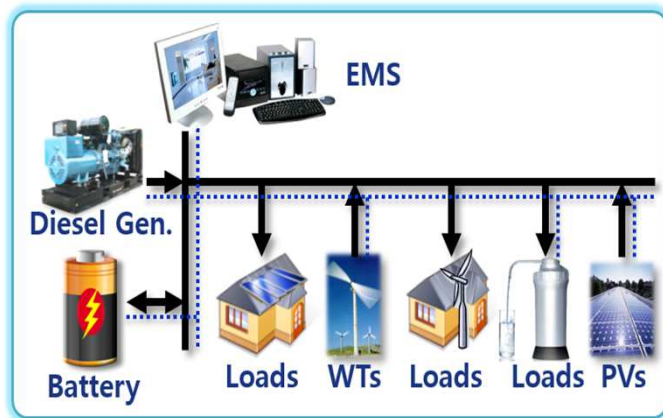 EMS
Diesel Gen.
Battery
Loads
WTs
Loads
Loads
PVs